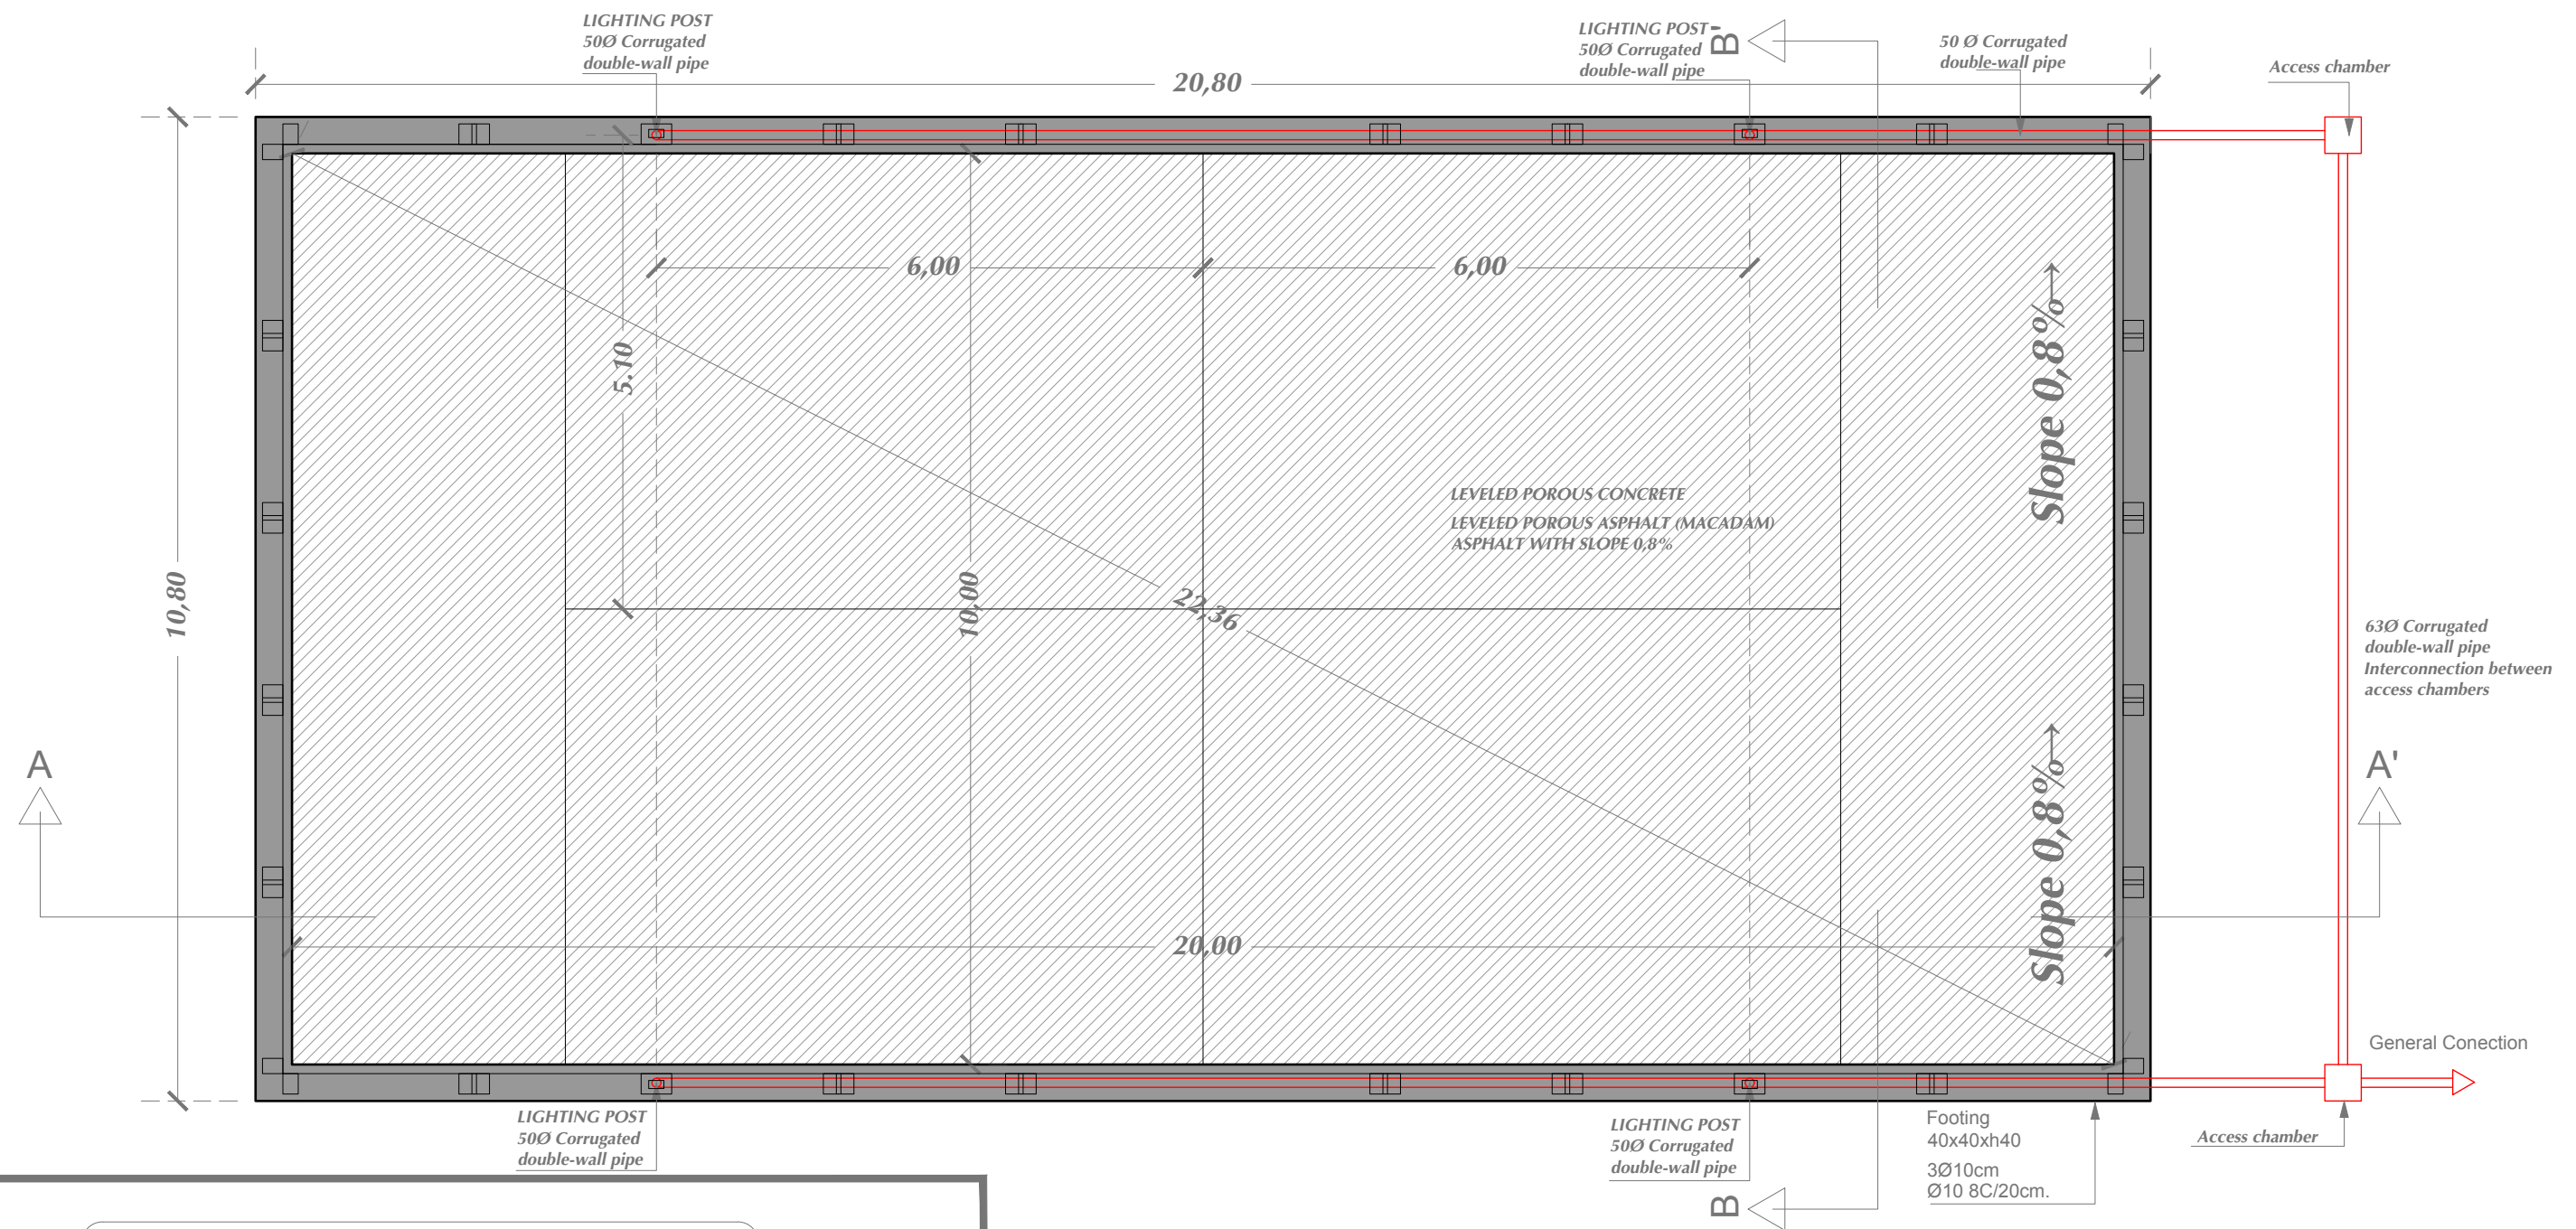 LIGHTING POST
50Ø Corrugated
double-wall pipe
LIGHTING POST
50Ø Corrugated
double-wall pipe
B'
50 Ø Corrugated
double-wall pipe
Access chamber
20,80
6,00
6,00
5.10
Slope 0,8%
LEVELED POROUS CONCRETE
LEVELED POROUS ASPHALT (MACADAM)
ASPHALT WITH SLOPE 0,8%
10,80
10,00
22,36
63Ø Corrugated
double-wall pipe
Interconnection between
access chambers
A
A'
Slope 0,8%
20,00
General Conection
LIGHTING POST
50Ø Corrugated
double-wall pipe
LIGHTING POST
50Ø Corrugated
double-wall pipe
Footing
40x40xh40
3Ø10cm
Ø10 8C/20cm.
Access chamber
B